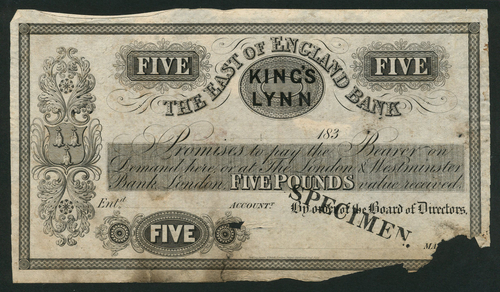 FIVE
THE EAST OF ENGLAND BANK
KING'S
LYNN
FIVE
183
Promises to pay the Bearer on
Demand here, or at The London & Westminster
Bank London FIVE POUNDS value received
Entd. ACCOUNTt. By order of the Board of Directors,
SPECIMEN.
FIVE